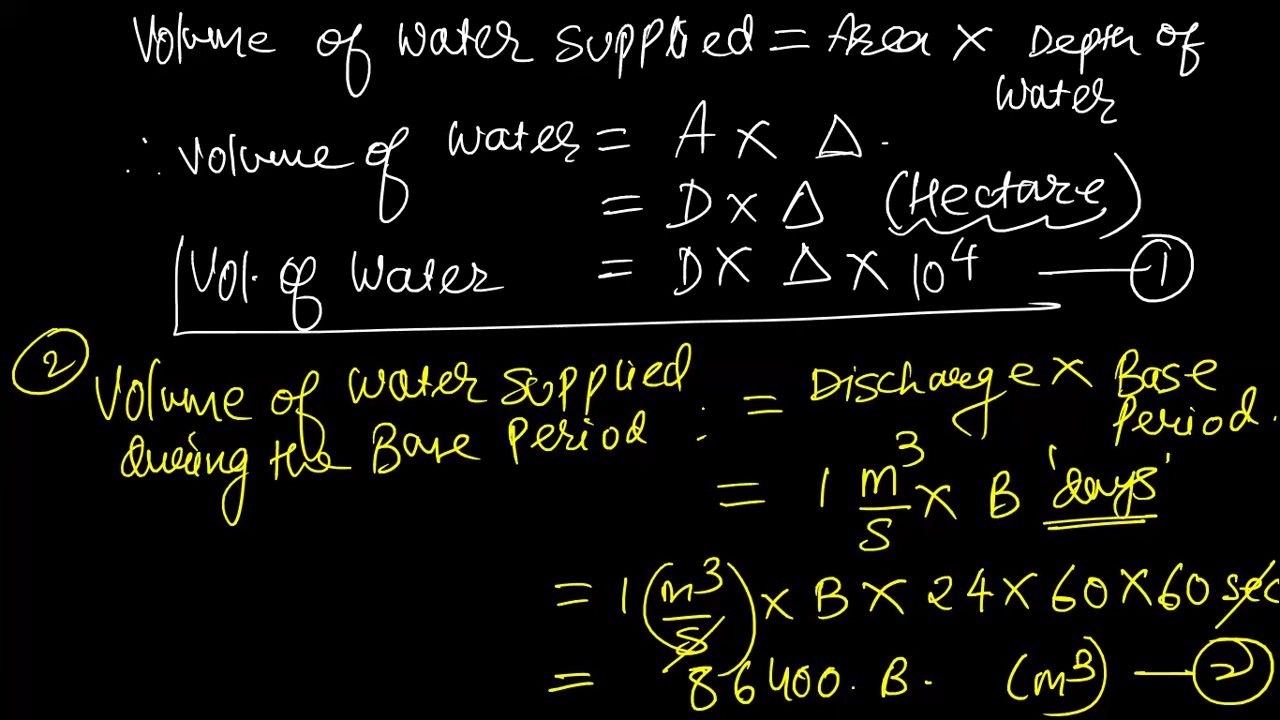 Volume of water supplied = Area × Depth of
water
∴ Volume of water = A × Δ.
= D × Δ (Hectare)
Vol. of water = D × Δ × 10⁴ —— ①
② Volume of water supplied = Discharge × Base
during the Base Period : Period.
= 1 m³/s × B 'days'
= 1 (m³/s) × B × 24 × 60 × 60 sec
= 86400. B. (m³) — ②